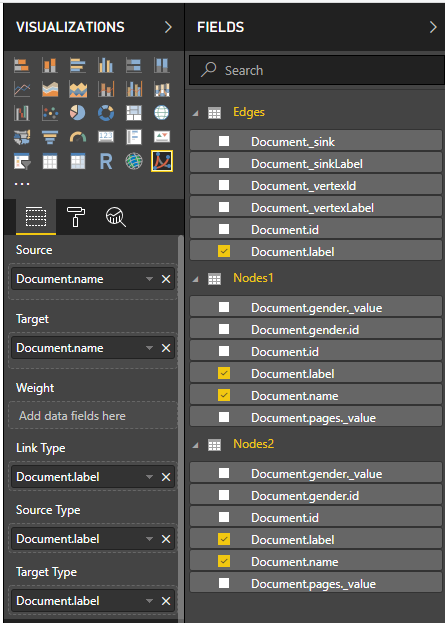 VISUALIZATIONS
R
...
Source
Document.name
Target
Document.name
Weight
Add data fields here
Link Type
Document.label
Source Type
Document.label
Target Type
Document.label
FIELDS
Search
Edges
Document._sink
Document._sinkLabel
Document._vertexId
Document._vertexLabel
Document.id
Document.label
Nodes1
Document.gender._value
Document.gender.id
Document.id
Document.label
Document.name
Document.pages._value
Nodes2
Document.gender._value
Document.gender.id
Document.id
Document.label
Document.name
Document.pages._value